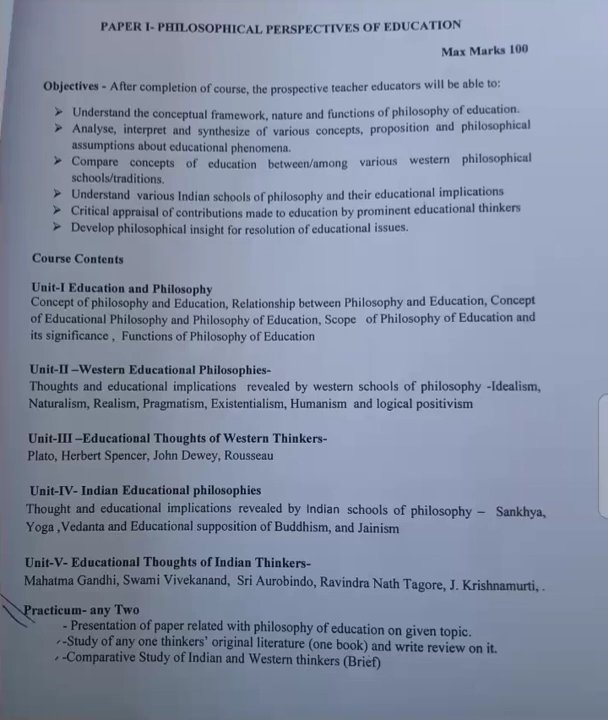 PAPER I- PHILOSOPHICAL PERSPECTIVES OF EDUCATION
Max Marks 100
Objectives - After completion of course, the prospective teacher educators will be able to:
➤ Understand the conceptual framework, nature and functions of philosophy of education.
➤ Analyse, interpret and synthesize of various concepts, proposition and philosophical
assumptions about educational phenomena.
➤ Compare concepts of education between/among various western philosophical
schools/traditions.
➤ Understand various Indian schools of philosophy and their educational implications
➤ Critical appraisal of contributions made to education by prominent educational thinkers
➤ Develop philosophical insight for resolution of educational issues.
Course Contents
Unit-I Education and Philosophy
Concept of philosophy and Education, Relationship between Philosophy and Education, Concept
of Educational Philosophy and Philosophy of Education, Scope of Philosophy of Education and
its significance , Functions of Philosophy of Education
Unit-II –Western Educational Philosophies-
Thoughts and educational implications revealed by western schools of philosophy -Idealism,
Naturalism, Realism, Pragmatism, Existentialism, Humanism and logical positivism
Unit-III –Educational Thoughts of Western Thinkers-
Plato, Herbert Spencer, John Dewey, Rousseau
Unit-IV- Indian Educational philosophies
Thought and educational implications revealed by Indian schools of philosophy – Sankhya,
Yoga ,Vedanta and Educational supposition of Buddhism, and Jainism
Unit-V- Educational Thoughts of Indian Thinkers-
Mahatma Gandhi, Swami Vivekanand, Sri Aurobindo, Ravindra Nath Tagore, J. Krishnamurti, .
Practicum- any Two
- Presentation of paper related with philosophy of education on given topic.
-Study of any one thinkers' original literature (one book) and write review on it.
-Comparative Study of Indian and Western thinkers (Brief)